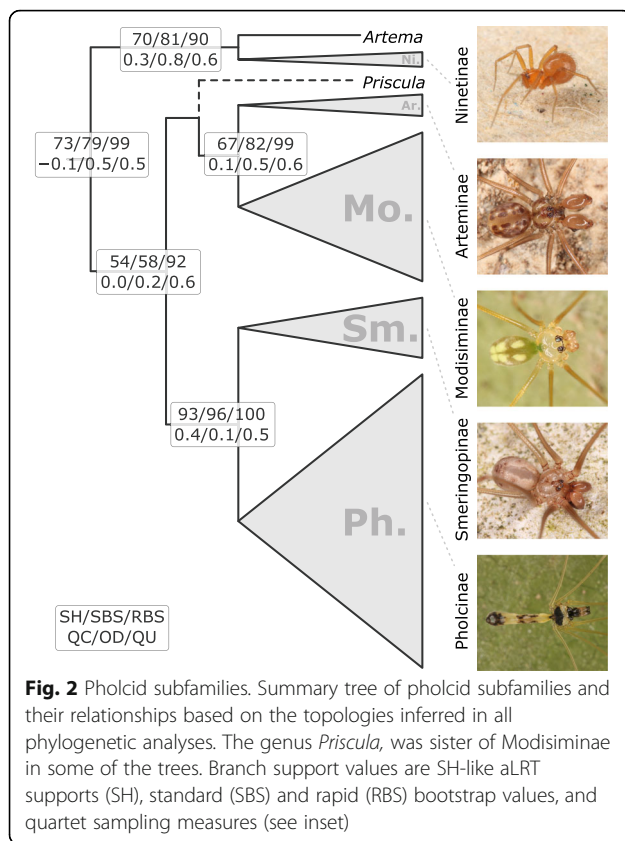 70/81/90
0.3/0.8/0.6
Artema
Ni.
Priscula
Ar.
73/79/99
−0.1/0.5/0.5
67/82/99
0.1/0.5/0.6
Mo.
54/58/92
0.0/0.2/0.6
Sm.
93/96/100
0.4/0.1/0.5
Ph.
SH/SBS/RBS
QC/OD/QU
Ninetinae
Arteminae
Modisiminae
Smeringopinae
Pholcinae
Fig. 2 Pholcid subfamilies. Summary tree of pholcid subfamilies and
their relationships based on the topologies inferred in all
phylogenetic analyses. The genus Priscula, was sister of Modisiminae
in some of the trees. Branch support values are SH-like aLRT
supports (SH), standard (SBS) and rapid (RBS) bootstrap values, and
quartet sampling measures (see inset)